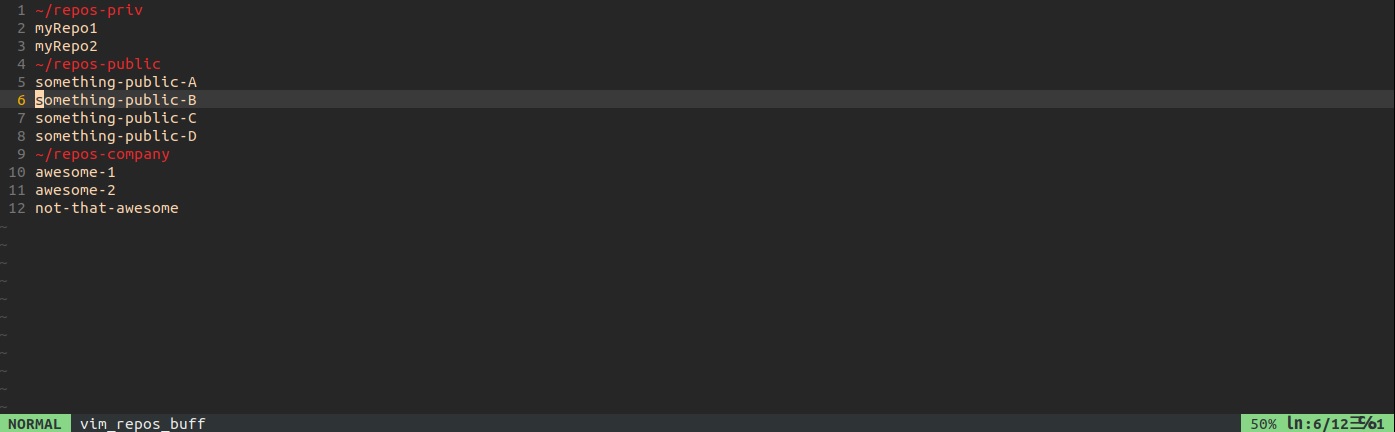 1 ~/repos-priv
2 myRepo1
3 myRepo2
4 ~/repos-public
5 something-public-A
6 something-public-B
7 something-public-C
8 something-public-D
9 ~/repos-company
10 awesome-1
11 awesome-2
12 not-that-awesome
~
~
~
~
~
~
~
~
~
~
~
NORMAL vim_repos_buff 50% ln:6/12☰℅:1